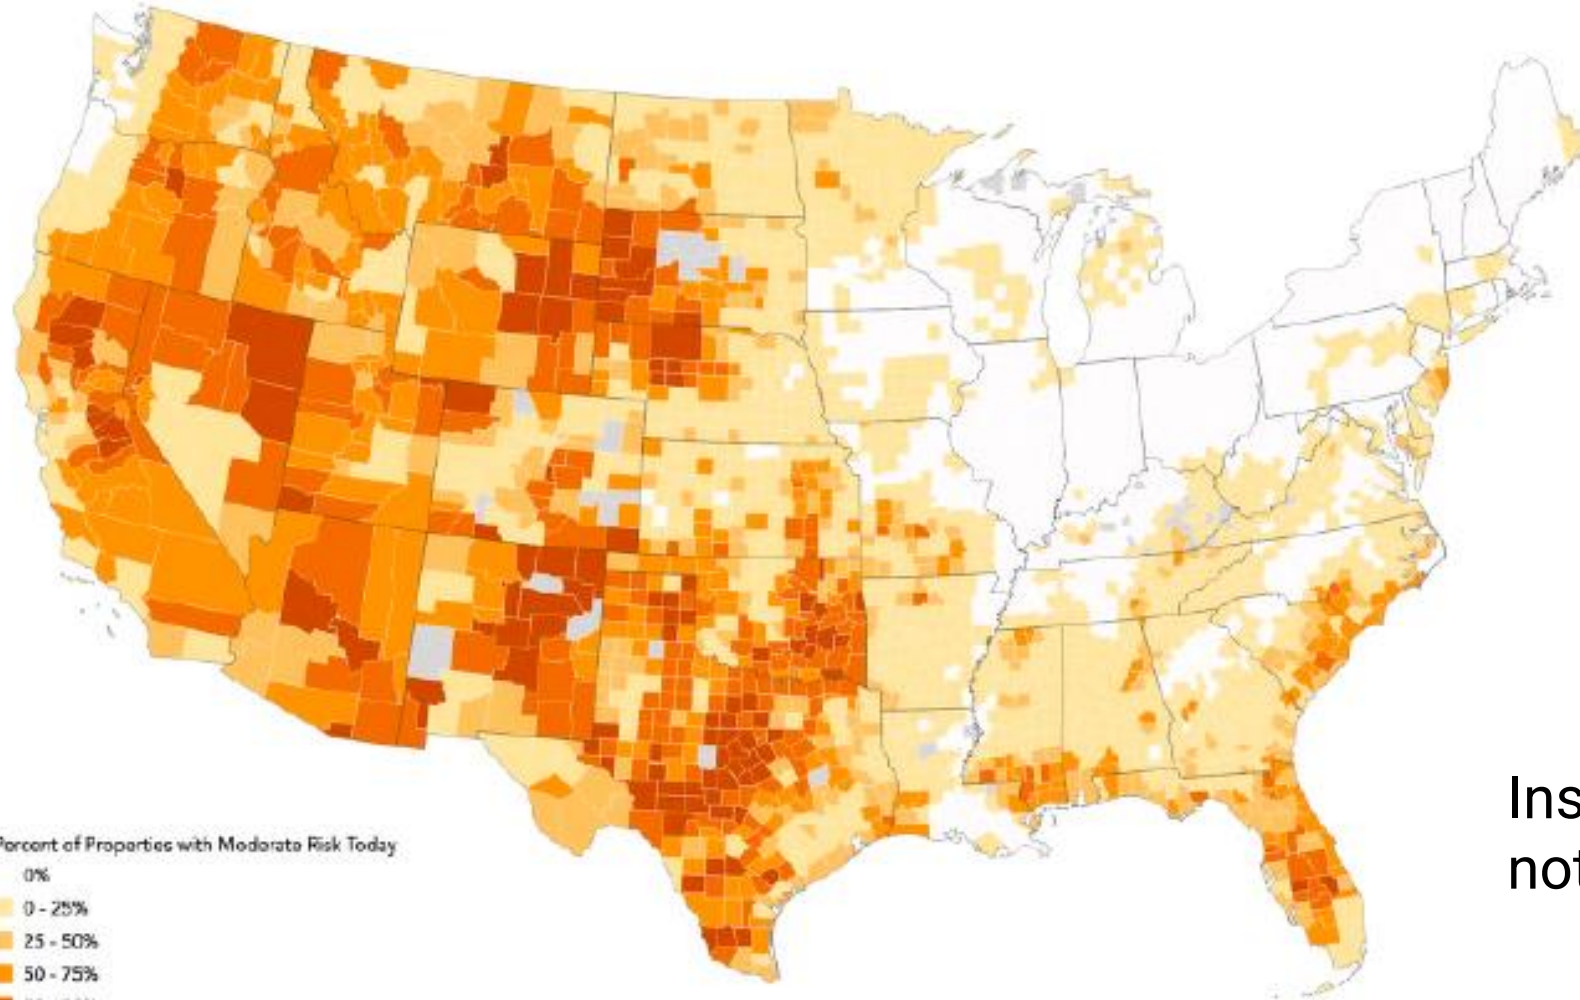 Percent of Properties with Moderate Risk Today
0%
0 - 25%
25 - 50%
50 - 75%
Ins
not